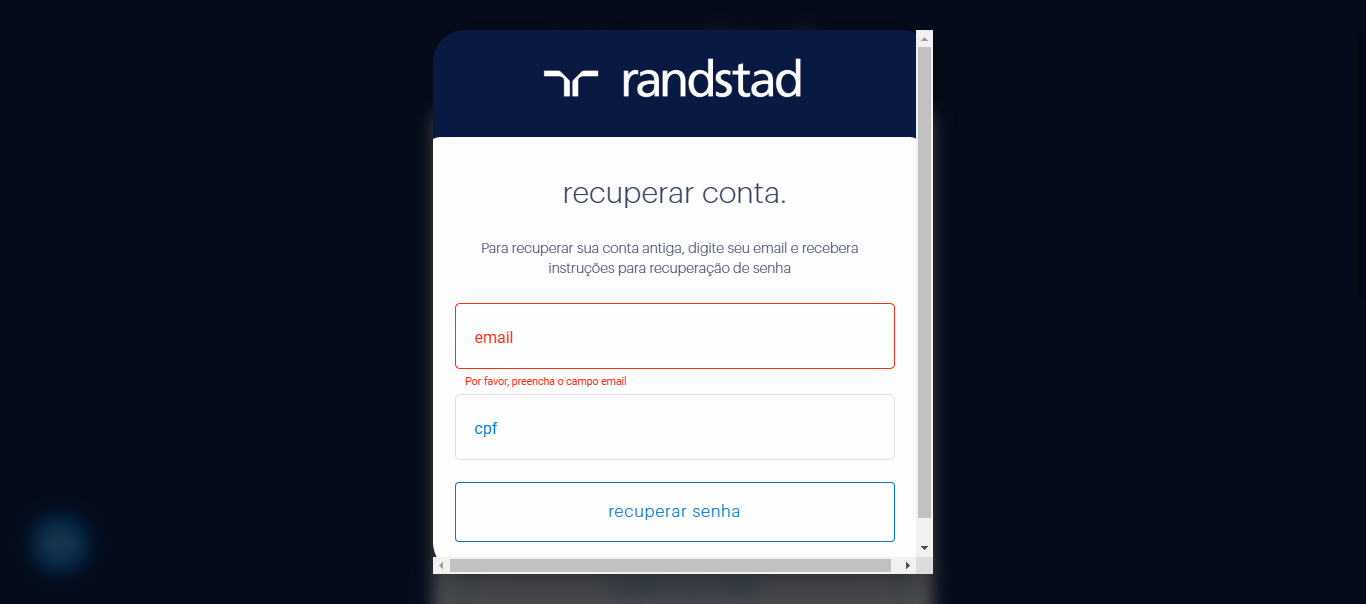 randstad
recuperar conta.
Para recuperar sua conta antiga, digite seu email e recebera
instruções para recuperação de senha
email
Por favor, preencha o campo email
cpf
recuperar senha